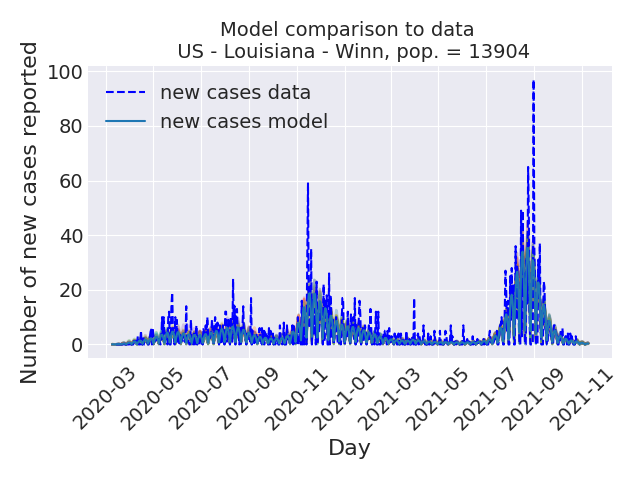 Model comparison to data
US - Louisiana - Winn, pop. = 13904
Number of new cases reported
100
80
60
40
20
0
new cases data
new cases model
2020-03
2020-05
2020-07
2020-09
2020-11
2021-01
2021-03
2021-05
2021-07
2021-09
2021-11
Day